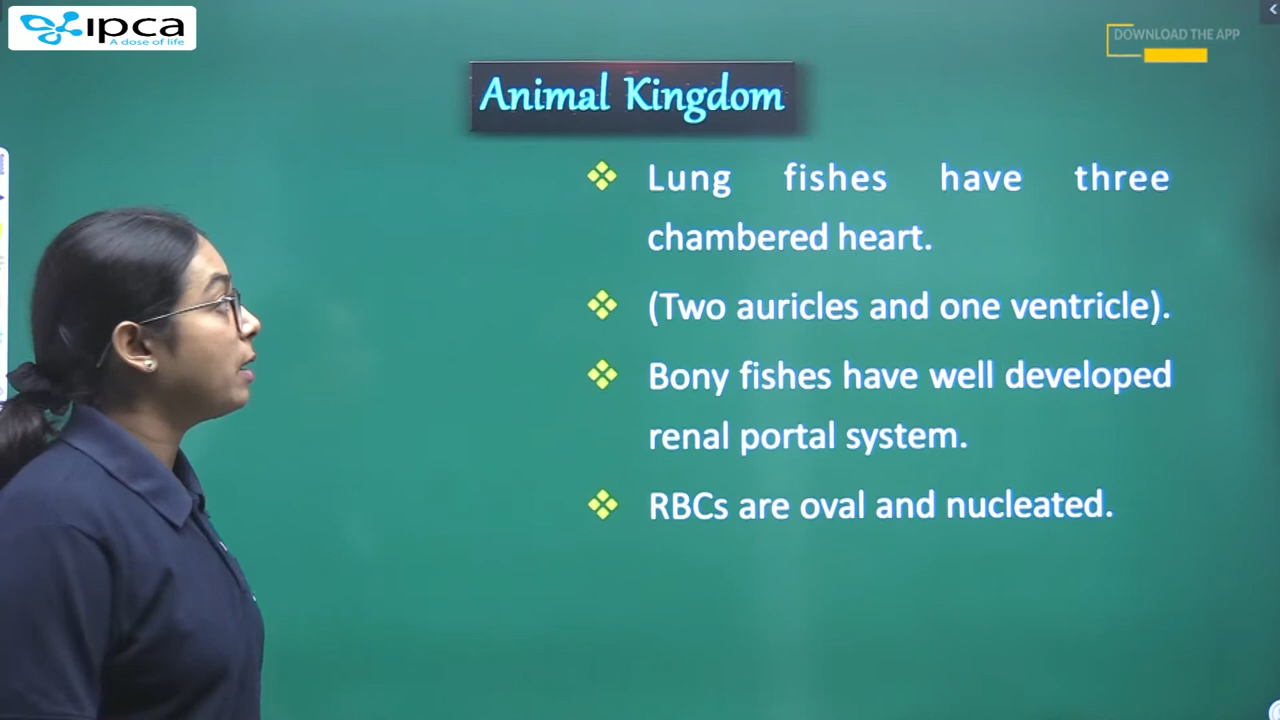 ipca
A dose of life
DOWNLOAD THE APP
Animal Kingdom
Lung fishes have three
chambered heart.
(Two auricles and one ventricle).
Bony fishes have well developed
renal portal system.
RBCs are oval and nucleated.